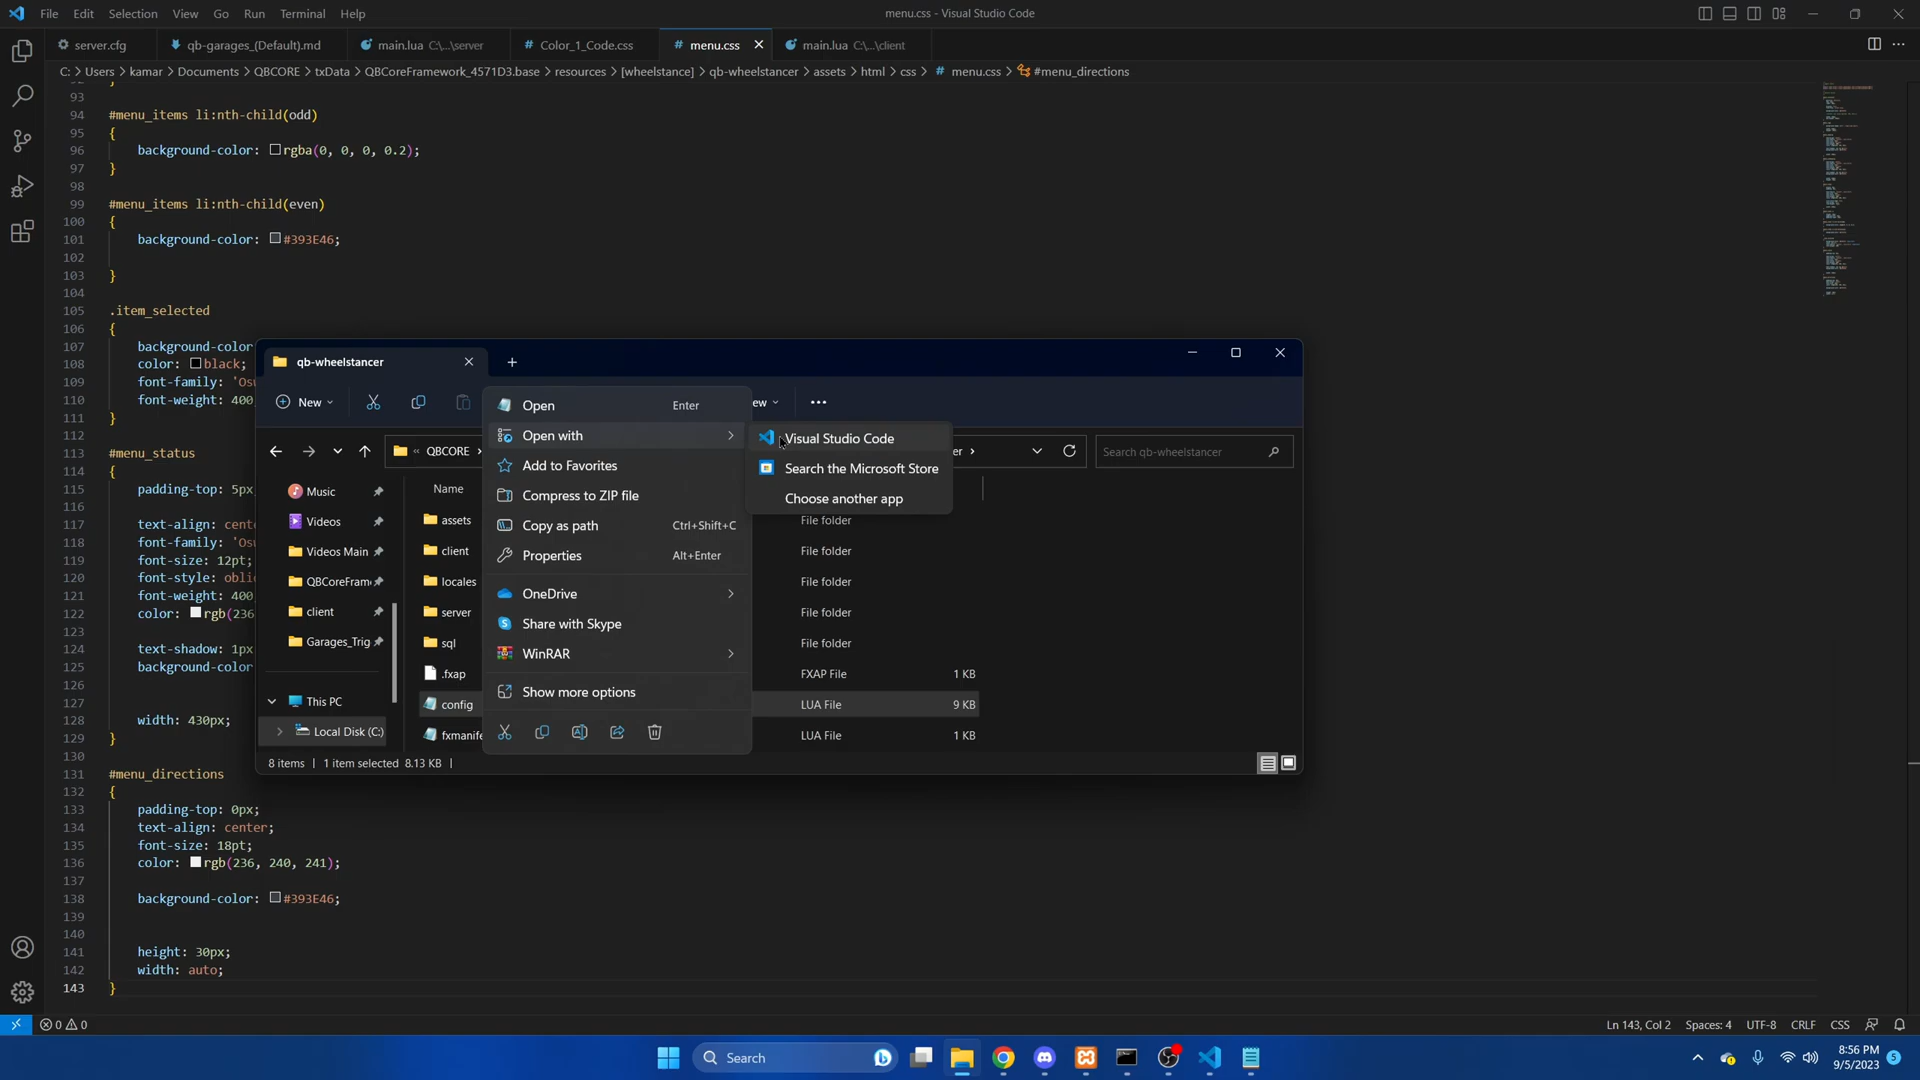 File Edit Selection View Go Run Terminal Help
menu.css - Visual Studio Code
server.cfg
qb-garages_(Default).md
main.lua C:\...\server
Color_1_Code.css
menu.css
main.lua C:\...\client
C: > Users > kamar > Documents > QBCORE > txData > QBCoreFramework_4571D3.base > resources > [wheelstance] > qb-wheelstancer > assets > html > css > menu.css > #menu_directions
93
94 #menu_items li:nth-child(odd)
95 {
96 background-color: rgba(0, 0, 0, 0.2);
97 }
98
99 #menu_items li:nth-child(even)
100 {
101 background-color: #393E46;
102
103 }
104
105 .item_selected
106 {
107 background-color
108 color: black;
109 font-family: 'Osw
110 font-weight: 400
111 }
112
113 #menu_status
114 {
115 padding-top: 5px
116
117 text-align: cent
118 font-family: 'Os
119 font-size: 12pt;
120 font-style: obli
121 font-weight: 400
122 color: rgb(236
123
124 text-shadow: 1px
125 background-color
126
127
128 width: 430px;
129 }
130
131 #menu_directions
132 {
133 padding-top: 0px;
134 text-align: center;
135 font-size: 18pt;
136 color: rgb(236, 240, 241);
137
138 background-color: #393E46;
139
140
141 height: 30px;
142 width: auto;
143 }
qb-wheelstancer
New
ew
QBCORE
er
Search qb-wheelstancer
Music
Videos
Videos Main
QBCoreFram
client
Garages_Trig
This PC
Local Disk (C:)
Name
assets File folder
client File folder
locales File folder
server File folder
sql File folder
.fxap FXAP File 1 KB
config LUA File 9 KB
fxmanife LUA File 1 KB
8 items | 1 item selected 8.13 KB |
Open Enter
Open with
Add to Favorites
Compress to ZIP file
Copy as path Ctrl+Shift+C
Properties Alt+Enter
OneDrive
Share with Skype
WinRAR
Show more options
Visual Studio Code
Search the Microsoft Store
Choose another app
0 0
Ln 143, Col 2 Spaces: 4 UTF-8 CRLF CSS
Search
8:56 PM
9/5/2023
5